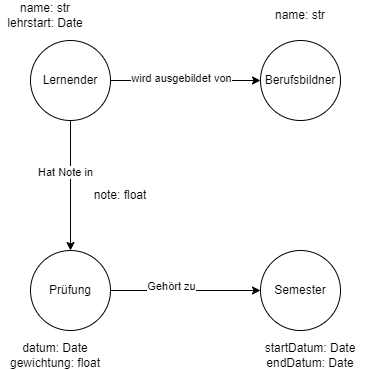 name: str
lehrstart: Date
name: str
Lernender
wird ausgebildet von
Berufsbildner
Hat Note in
note: float
Prüfung
Gehört zu
Semester
datum: Date
gewichtung: float
startDatum: Date
endDatum: Date